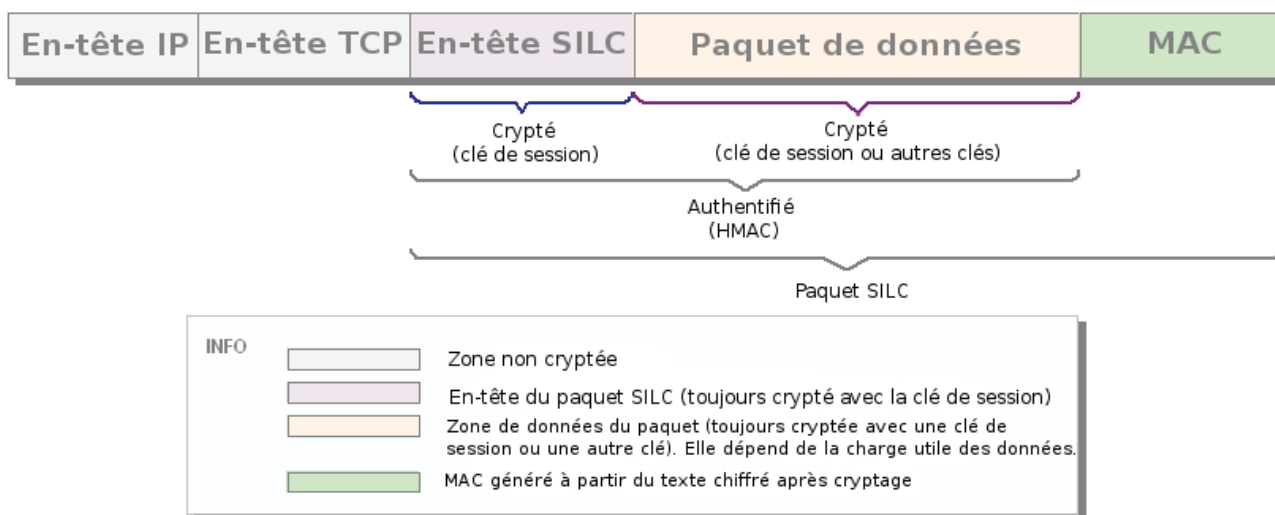 En-tête IP En-tête TCP En-tête SILC Paquet de données MAC
Crypté
(clé de session)
Crypté
(clé de session ou autres clés)
Authentifié
(HMAC)
Paquet SILC
INFO
Zone non cryptée
En-tête du paquet SILC (toujours crypté avec la clé de session)
Zone de données du paquet (toujours cryptée avec une clé de
session ou une autre clé). Elle dépend de la charge utile des données.
MAC généré à partir du texte chiffré après cryptage